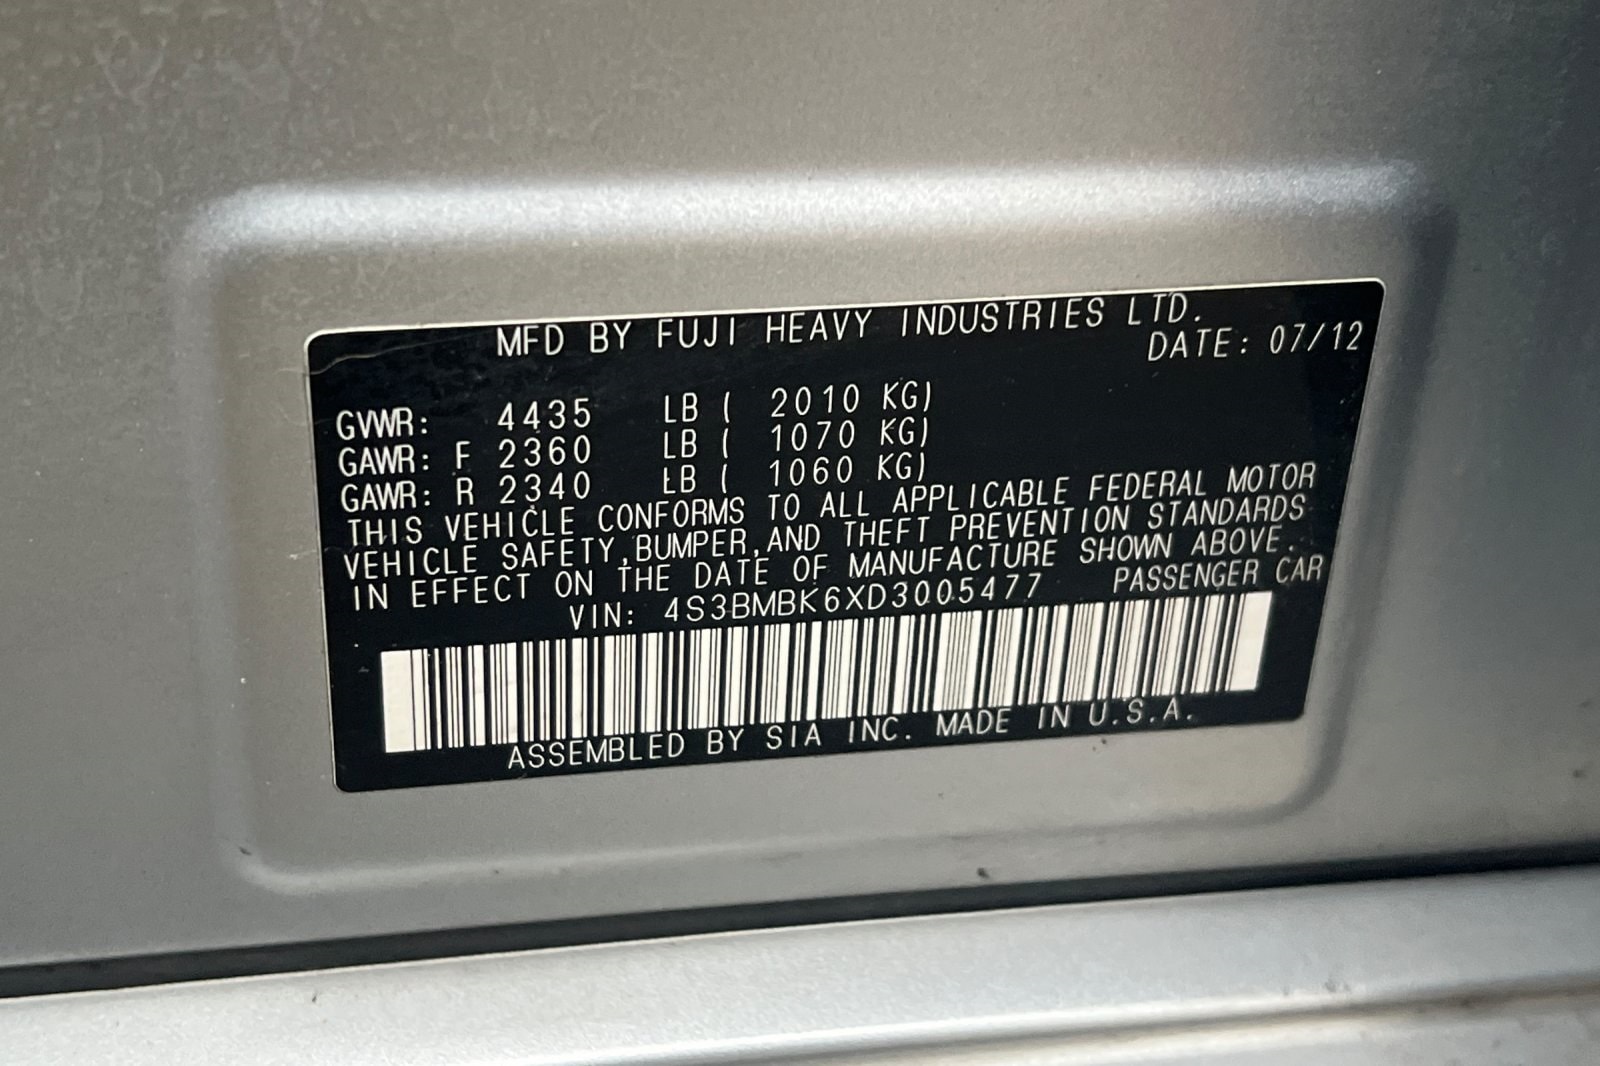 MFD BY FUJI HEAVY INDUSTRIES LTD.
DATE: 07/12
GVWR: 4435 LB ( 2010 KG)
GAWR: F 2360 LB ( 1070 KG)
GAWR: R 2340 LB ( 1060 KG)
THIS VEHICLE CONFORMS TO ALL APPLICABLE FEDERAL MOTOR
VEHICLE SAFETY,BUMPER,AND THEFT PREVENTION STANDARDS
IN EFFECT ON THE DATE OF MANUFACTURE SHOWN ABOVE.
VIN: 4S3BMBK6XD3005477 PASSENGER CAR
ASSEMBLED BY SIA INC. MADE IN U.S.A.